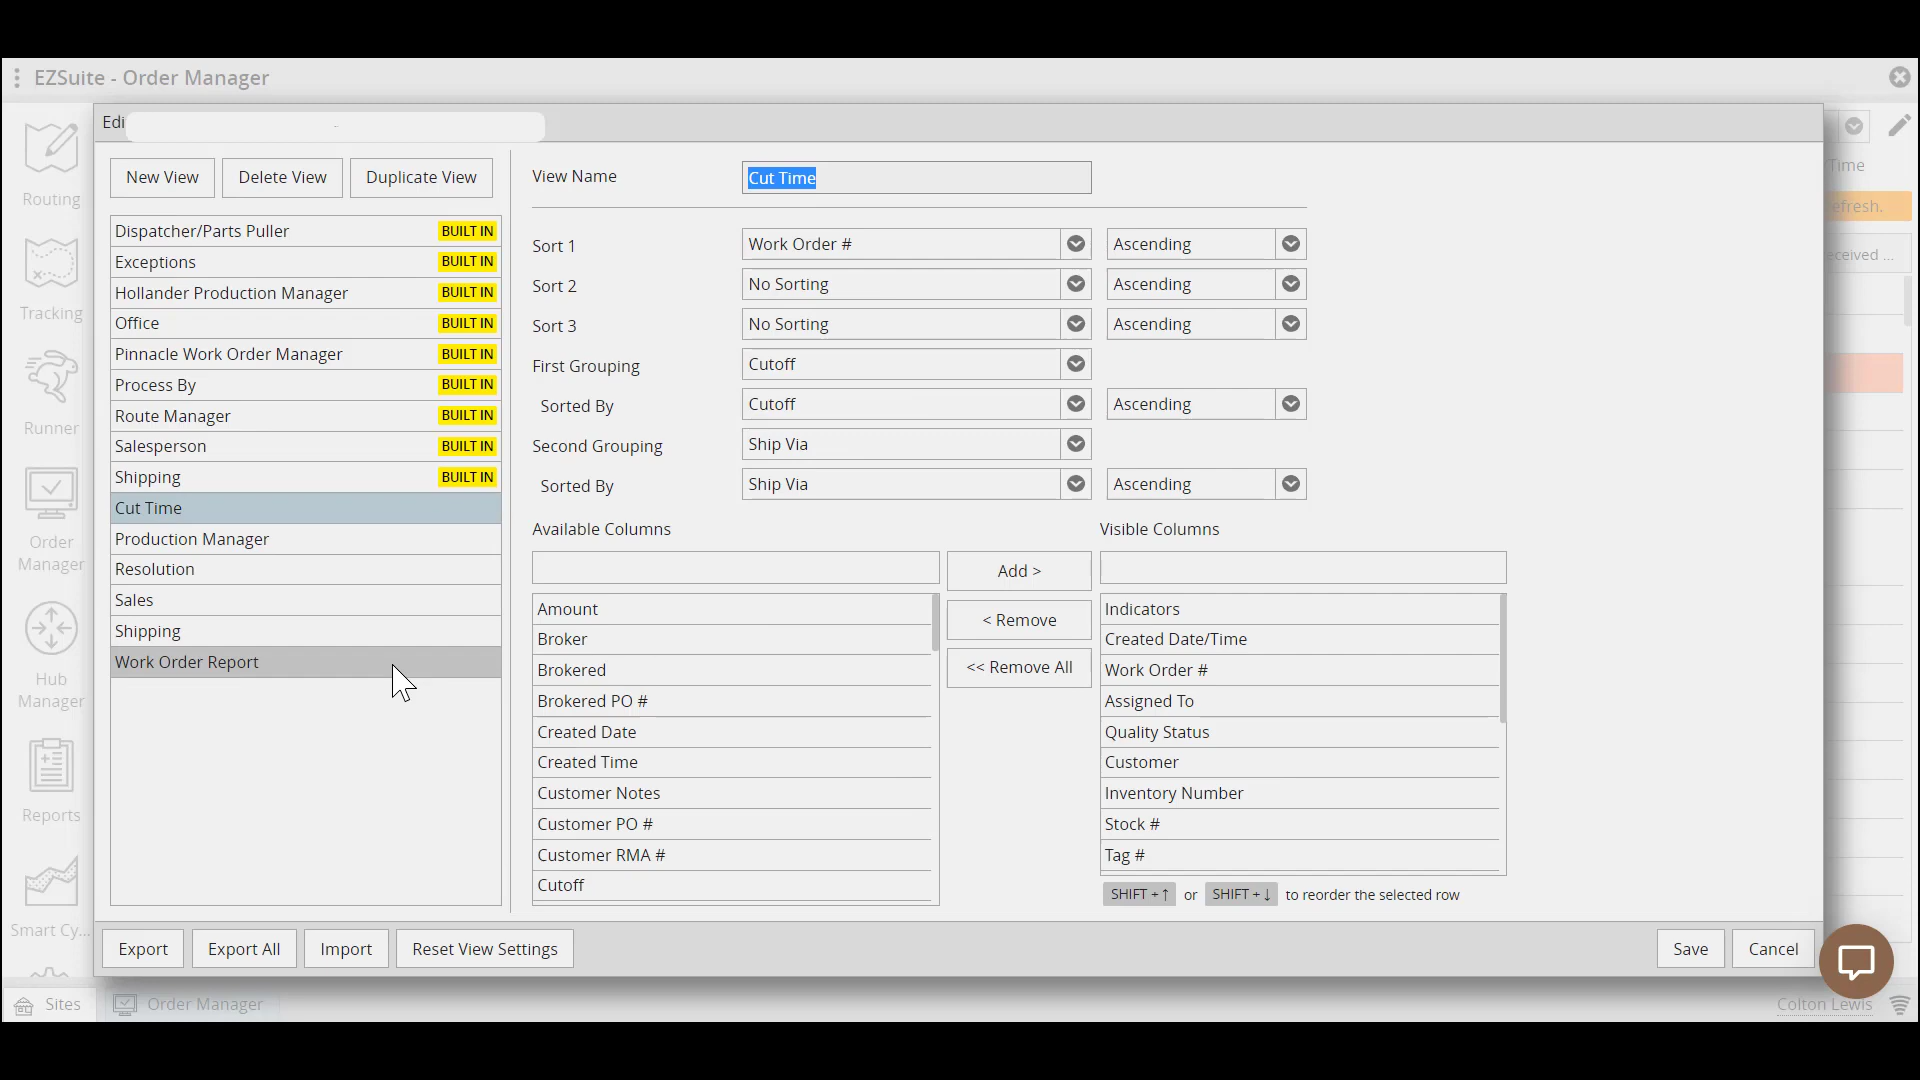 EZSuite - Order Manager
Edi
New View
Delete View
Duplicate View
Dispatcher/Parts Puller BUILT IN
Exceptions BUILT IN
Hollander Production Manager BUILT IN
Office BUILT IN
Pinnacle Work Order Manager BUILT IN
Process By BUILT IN
Route Manager BUILT IN
Salesperson BUILT IN
Shipping BUILT IN
Cut Time
Production Manager
Resolution
Sales
Shipping
Work Order Report
View Name Cut Time
Sort 1 Work Order # Ascending
Sort 2 No Sorting Ascending
Sort 3 No Sorting Ascending
First Grouping Cutoff
Sorted By Cutoff Ascending
Second Grouping Ship Via
Sorted By Ship Via Ascending
Available Columns
Amount
Broker
Brokered
Brokered PO #
Created Date
Created Time
Customer Notes
Customer PO #
Customer RMA #
Cutoff
Add >
< Remove
<< Remove All
Visible Columns
Indicators
Created Date/Time
Work Order #
Assigned To
Quality Status
Customer
Inventory Number
Stock #
Tag #
SHIFT + ↑ or SHIFT + ↓ to reorder the selected row
Export
Export All
Import
Reset View Settings
Save
Cancel
Routing
Tracking
Runner
Order
Manager
Hub
Manager
Reports
Smart Cy...
Time
efresh.
eceived ...
Sites
Order Manager
Colton Lewis